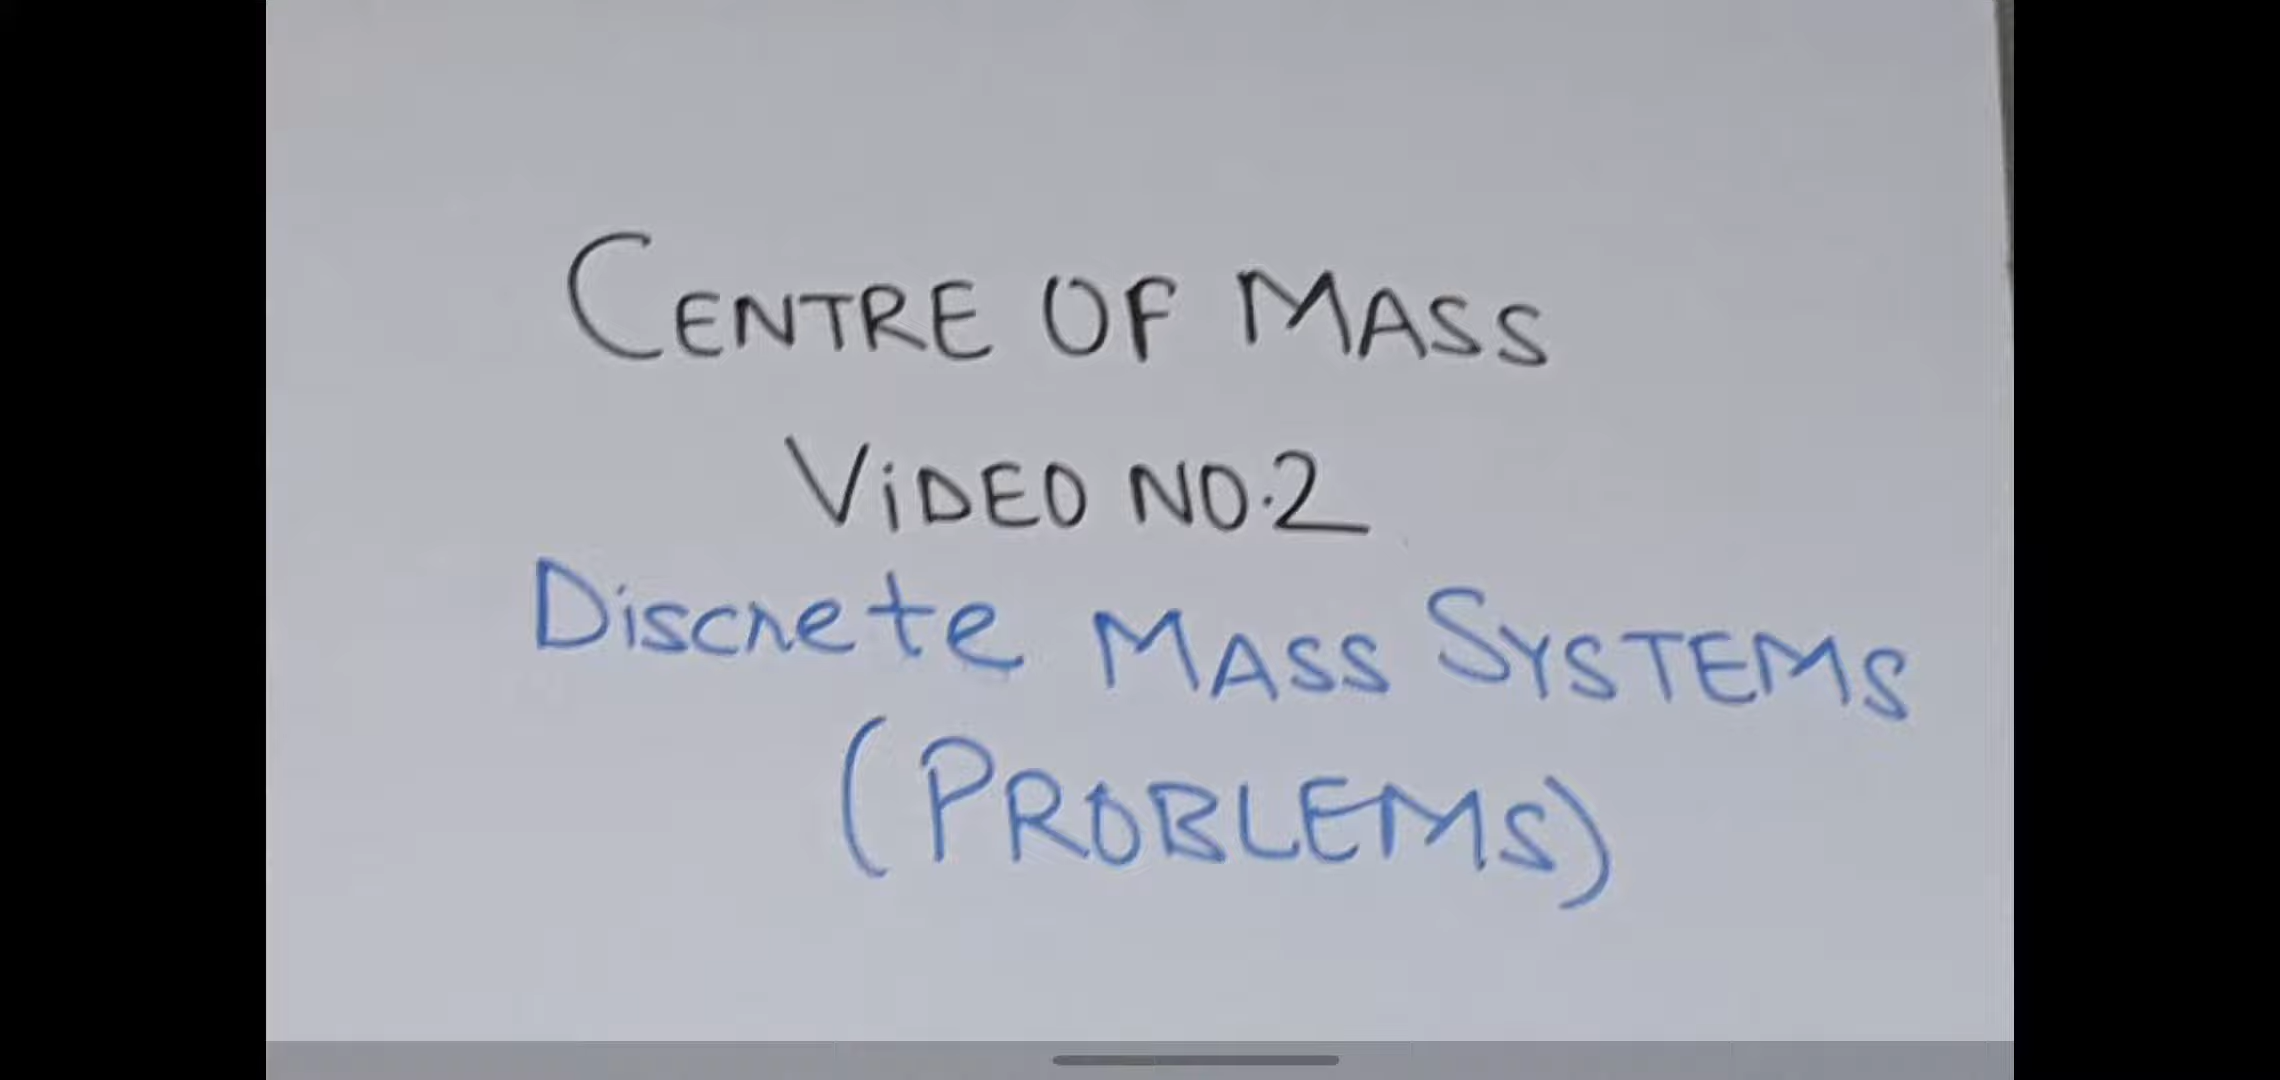 CENTRE OF MASS
ViDEO NO.2
Discrete MASS SYSTEMS
(PROBLEMS)